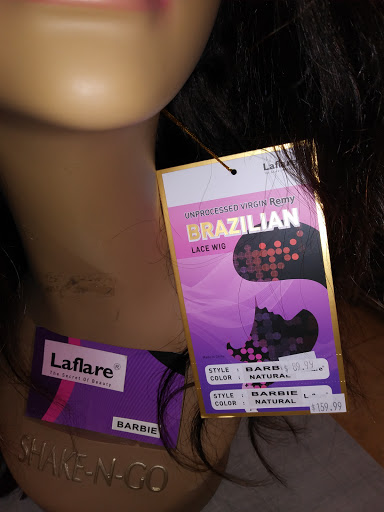 Laflare
UNPROCESSED VIRGIN Remy
BRAZILIAN
LACE WIG
STYLE : BARB
COLOR : NATURAL
STYLE : BARBIE L
COLOR : NATURAL
$159.99
Laflare®
The Secret Of Beauty
BARBIE
SHAKE-N-GO